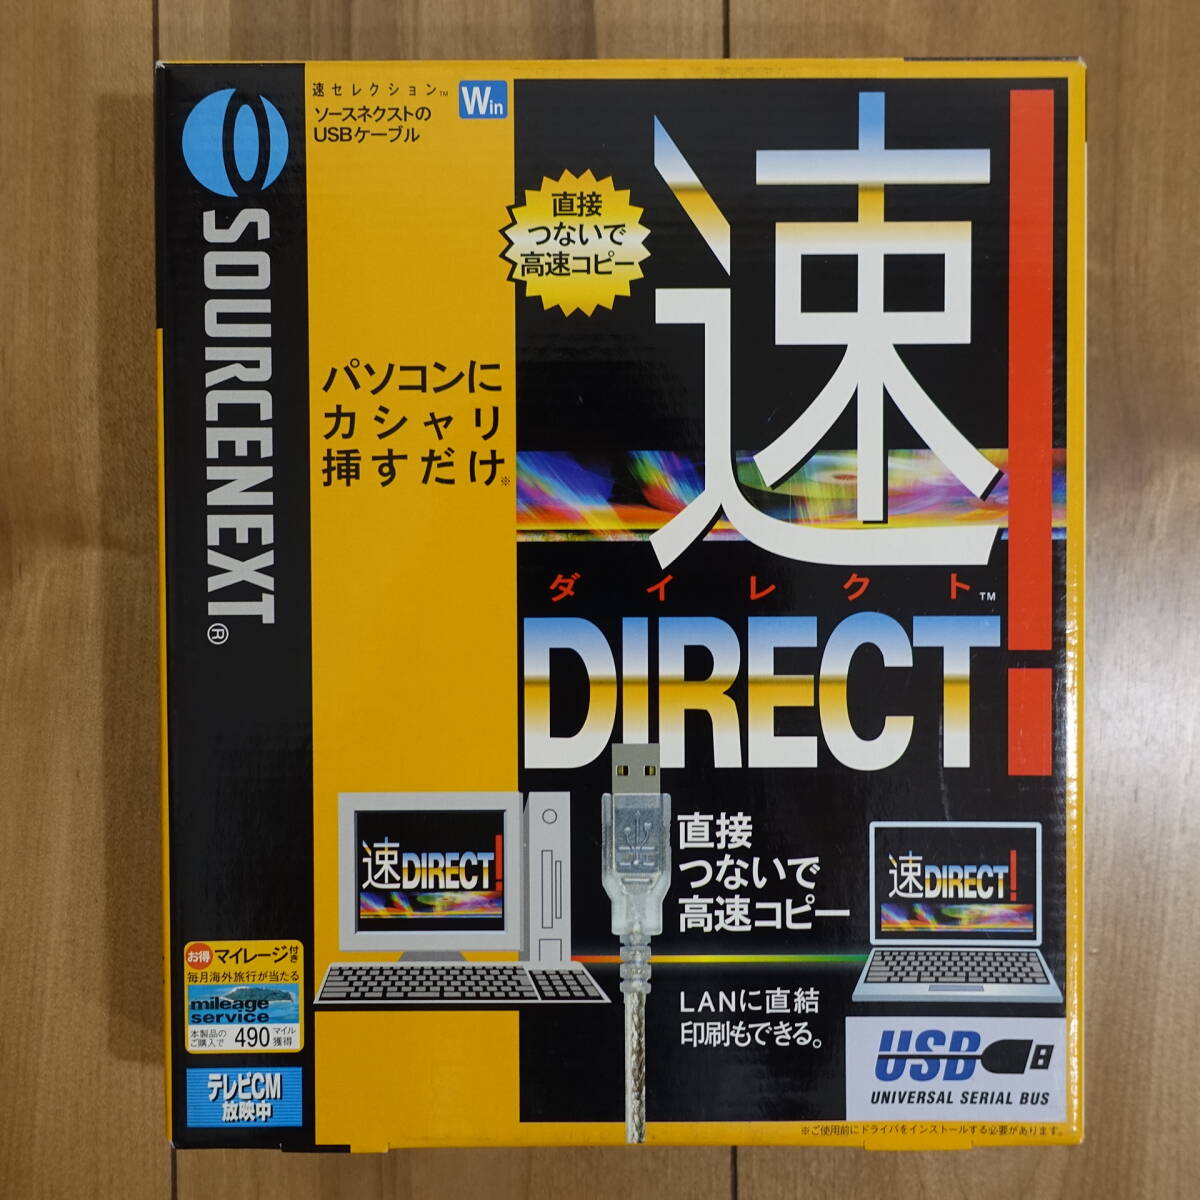 速セレクション™
ソースネクストの
USBケーブル
Win
SOURCENEXT®
直接
つないで
高速コピー
速!
パソコンに
カシャリ
挿すだけ※
ダイレクト™
DIRECT
速DIRECT!
直接
つないで
高速コピー
速DIRECT!
LANに直結
印刷もできる。
お得 マイレージ付き
毎月海外旅行が当たる
mileage
service
本製品の
ご購入で 490 マイル
獲得
テレビCM
放映中
USB
UNIVERSAL SERIAL BUS
※ご使用前にドライバをインストールする必要があります。